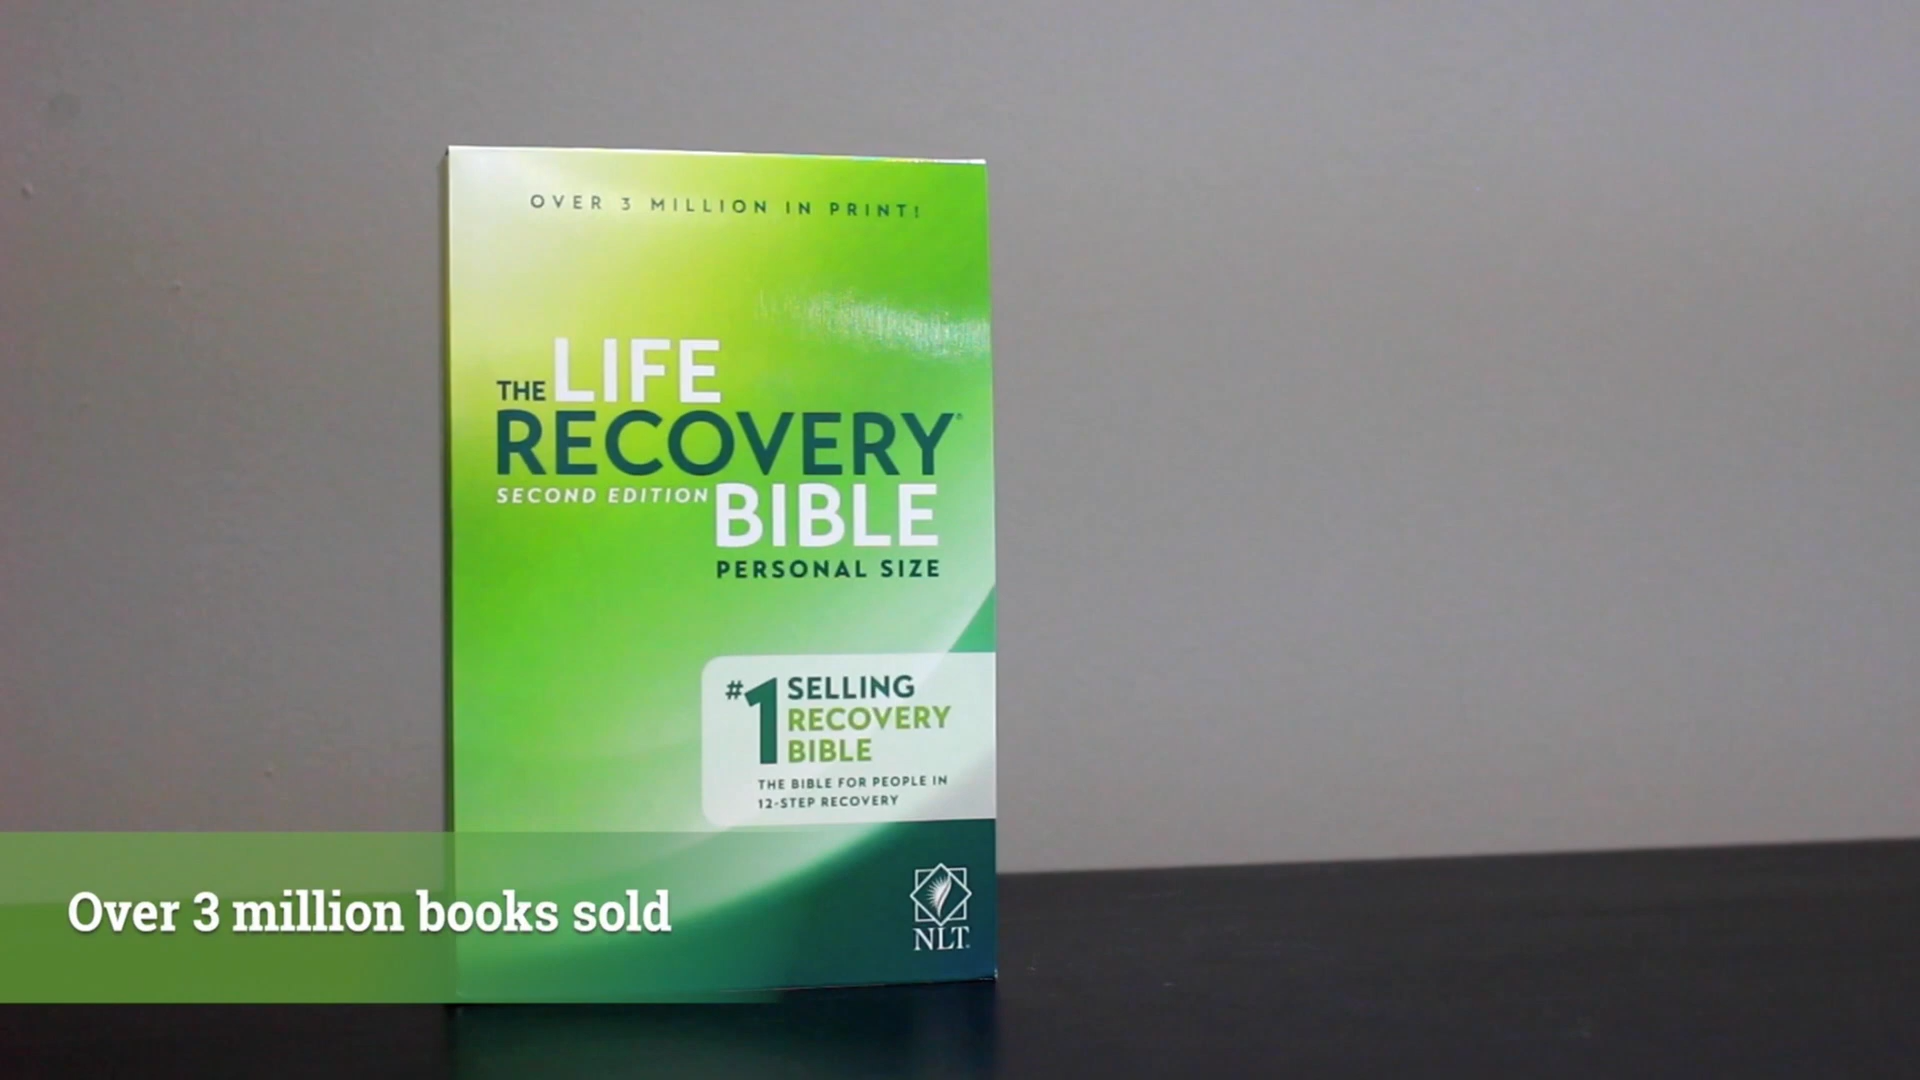 OVER 3 MILLION IN PRINT!
THE LIFE
RECOVERY®
SECOND EDITION BIBLE
PERSONAL SIZE
#1 SELLING
RECOVERY
BIBLE
THE BIBLE FOR PEOPLE IN
12-STEP RECOVERY
Over 3 million books sold
NLT